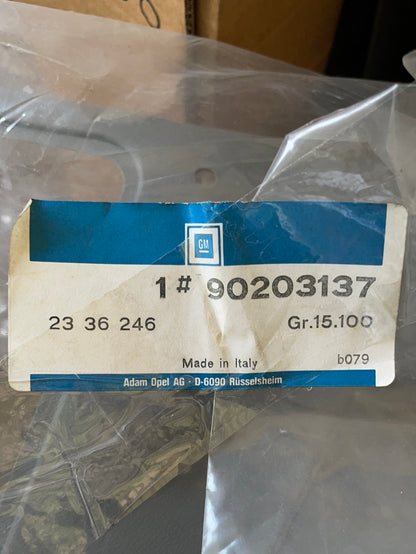 GM
1# 90203137
23 36 246 Gr.15.100
Made in Italy b079
Adam Opel AG · D-6090 Rüsselsheim